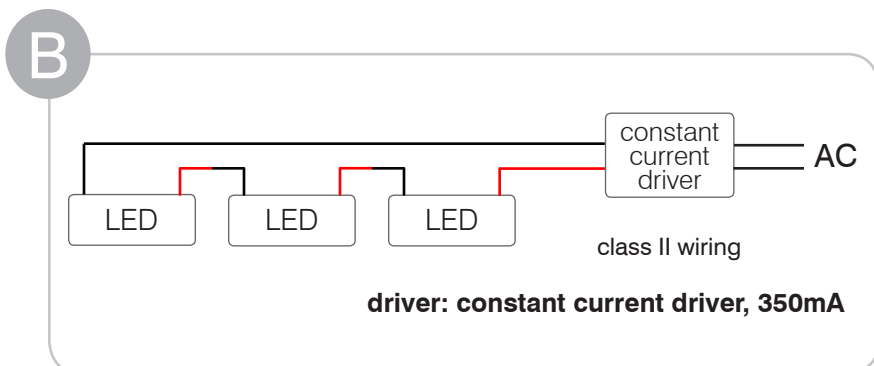 B
constant
current
driver
AC
LED
LED
LED
class II wiring
driver: constant current driver, 350mA